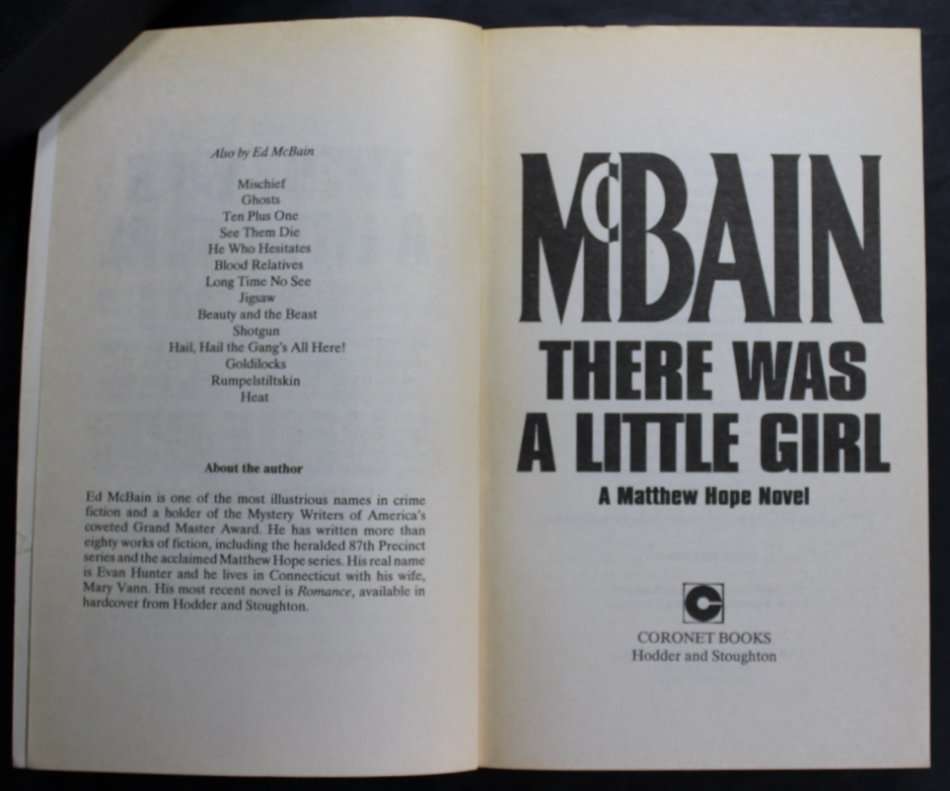 Also by Ed McBain
Mischief
Ghosts
Ten Plus One
See Them Die
He Who Hesitates
Blood Relatives
Long Time No See
Jigsaw
Beauty and the Beast
Shotgun
Hail, Hail the Gang's All Here!
Goldilocks
Rumpelstiltskin
Heat
About the author
Ed McBain is one of the most illustrious names in crime
fiction and a holder of the Mystery Writers of America's
coveted Grand Master Award. He has written more than
eighty works of fiction, including the heralded 87th Precinct
series and the acclaimed Matthew Hope series. His real name
is Evan Hunter and he lives in Connecticut with his wife,
Mary Vann. His most recent novel is Romance, available in
hardcover from Hodder and Stoughton.
McBAIN
THERE WAS
A LITTLE GIRL
A Matthew Hope Novel
CORONET BOOKS
Hodder and Stoughton